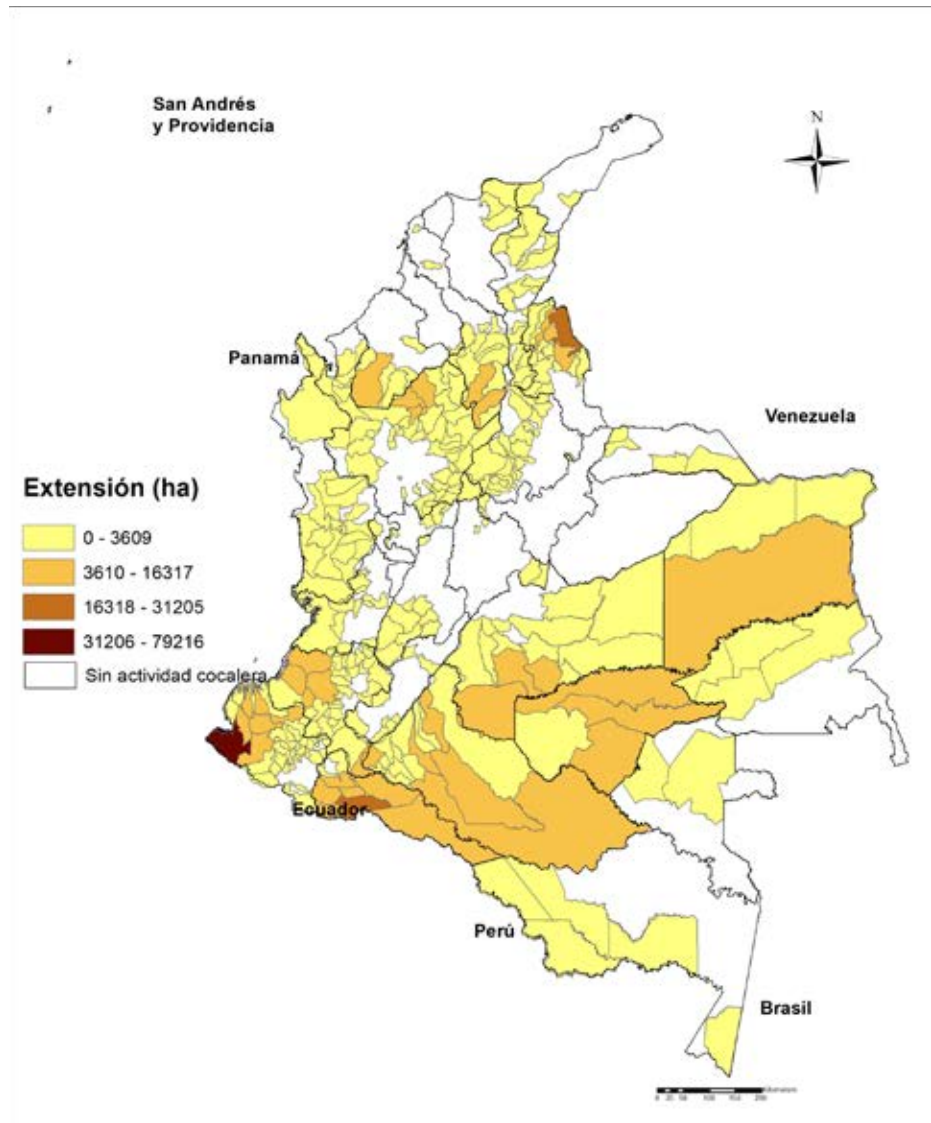 San Andrés
y Providencia
N
Panamá
Venezuela
Extensión (ha)
0 - 3609
3610 - 16317
16318 - 31205
31206 - 79216
Sin actividad cocalera
Ecuador
Perú
Brasil